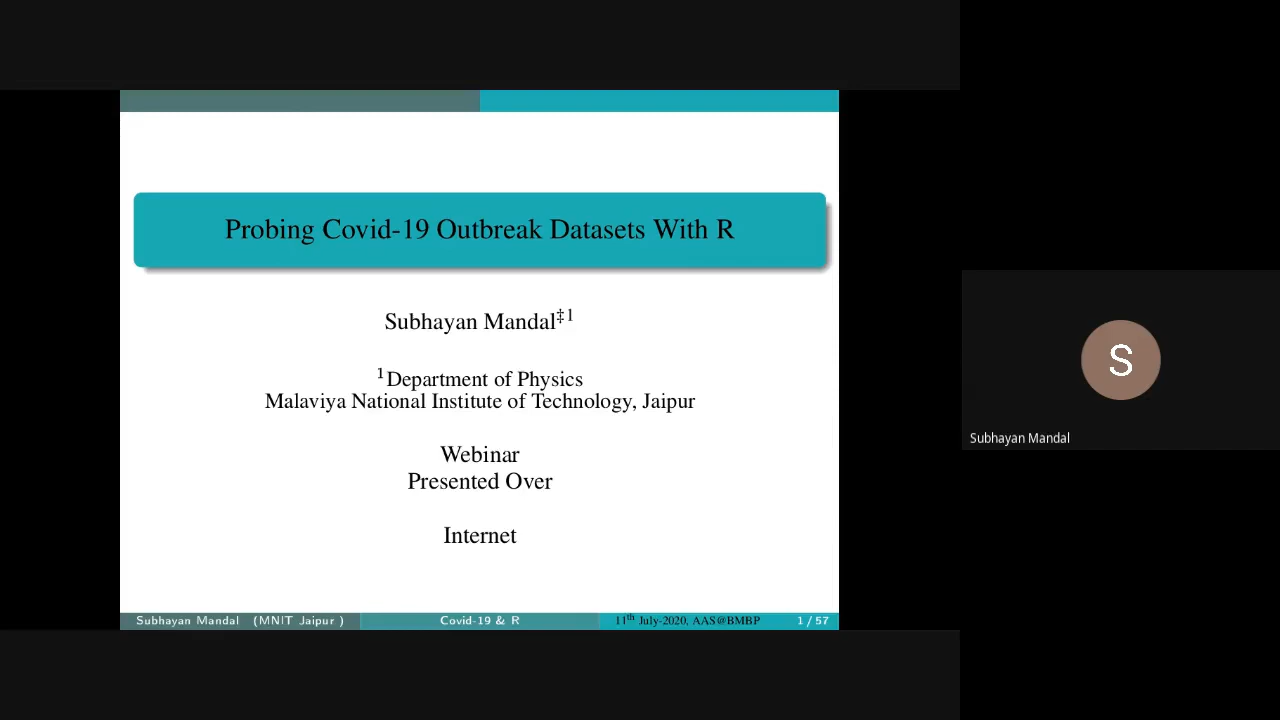 Probing Covid-19 Outbreak Datasets With R
Subhayan Mandal‡1
1Department of Physics
Malaviya National Institute of Technology, Jaipur
Webinar
Presented Over
Internet
Subhayan Mandal (MNIT Jaipur ) Covid-19 & R 11th July-2020, AAS@BMBP 1 / 57
S
Subhayan Mandal